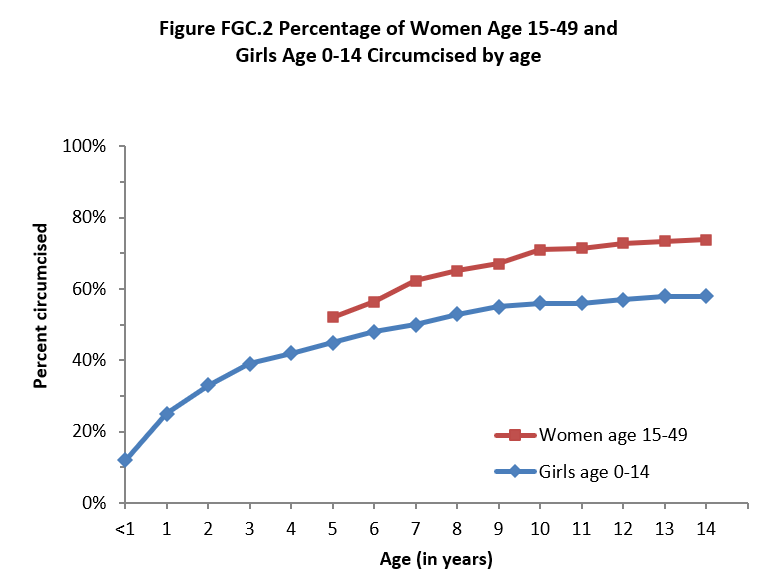 Figure FGC.2 Percentage of Women Age 15-49 and
Girls Age 0-14 Circumcised by age
100%
80%
60%
40%
20%
0%
Percent circumcised
Women age 15-49
Girls age 0-14
<1 1 2 3 4 5 6 7 8 9 10 11 12 13 14
Age (in years)